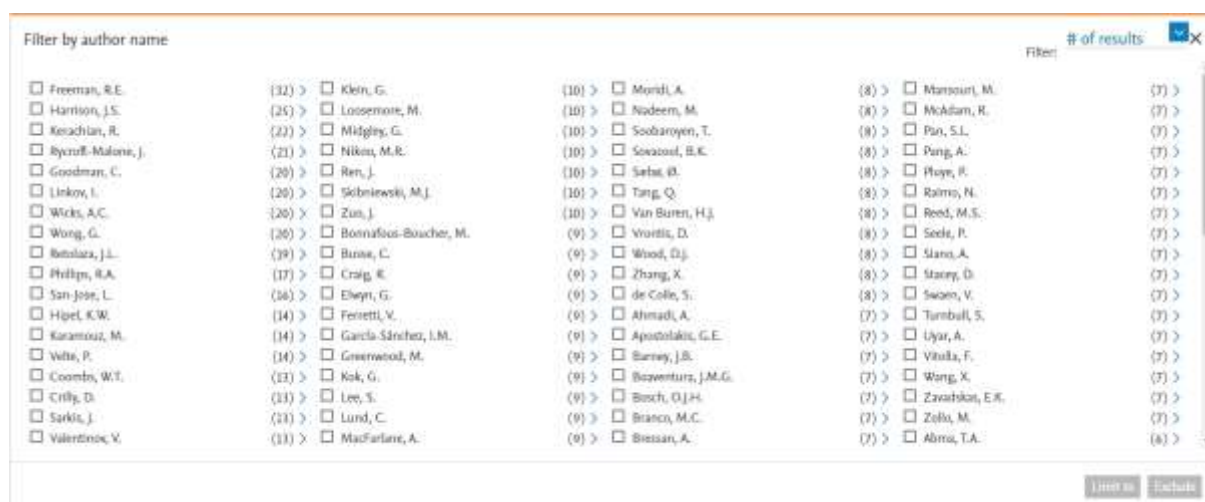 Filter by author name
# of results
Filter:
Freeman, R.E. (32) >
Harrison, J.S. (25) >
Kerachian, R. (22) >
Rycroft-Malone, J. (21) >
Goodman, C. (20) >
Linkov, I. (20) >
Wicks, A.C. (20) >
Wong, G. (20) >
Retolaza, J.L. (19) >
Phillips, R.A. (17) >
San-Jose, L. (16) >
Hipel, K.W. (14) >
Karamouz, M. (14) >
Velte, P. (14) >
Coombs, W.T. (13) >
Crilly, D. (13) >
Sarkis, J. (13) >
Valentinov, V. (13) >
Klein, G. (10) >
Loosemore, M. (10) >
Midgley, G. (10) >
Nikoo, M.R. (10) >
Ren, J. (10) >
Skibniewski, M.J. (10) >
Zuo, J. (10) >
Bonnafous-Boucher, M. (9) >
Busse, C. (9) >
Craig, R. (9) >
Elwyn, G. (9) >
Ferretti, V. (9) >
García-Sánchez, I.M. (9) >
Greenwood, M. (9) >
Kok, G. (9) >
Lee, S. (9) >
Lund, C. (9) >
MacFarlane, A. (9) >
Moridi, A. (8) >
Nadeem, M. (8) >
Soobaroyen, T. (8) >
Sovacool, B.K. (8) >
Sæbø, Ø. (8) >
Tang, Q. (8) >
Van Buren, H.J. (8) >
Vrontis, D. (8) >
Wood, D.J. (8) >
Zhang, X. (8) >
de Colle, S. (8) >
Ahmadi, A. (7) >
Apostolakis, G.E. (7) >
Barney, J.B. (7) >
Boaventura, J.M.G. (7) >
Bosch, O.J.H. (7) >
Branco, M.C. (7) >
Bressan, A. (7) >
Mansouri, M. (7) >
McAdam, R. (7) >
Pan, S.L. (7) >
Pang, A. (7) >
Pluye, P. (7) >
Raimo, N. (7) >
Reed, M.S. (7) >
Seele, P. (7) >
Siano, A. (7) >
Stacey, D. (7) >
Swaen, V. (7) >
Turnbull, S. (7) >
Uyar, A. (7) >
Vitolla, F. (7) >
Wang, X. (7) >
Zavadskas, E.K. (7) >
Zollo, M. (7) >
Abma, T.A. (6) >
Limit to
Exclude